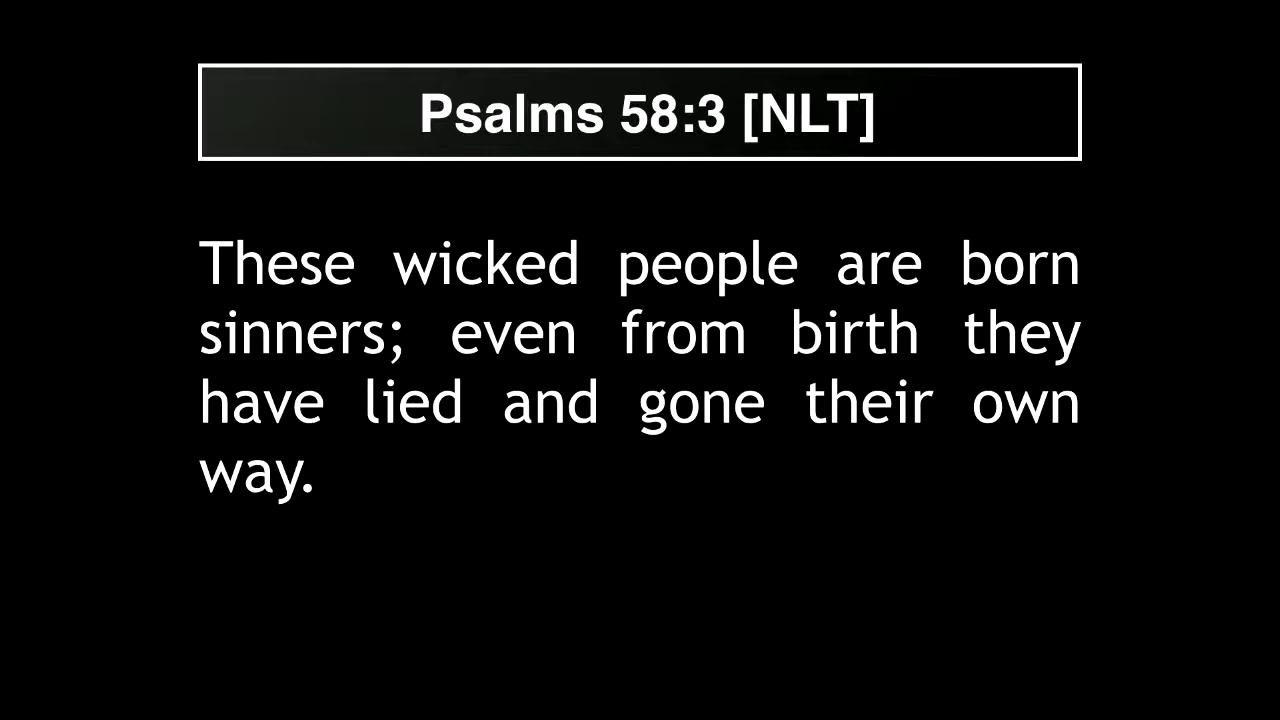 Psalms 58:3 [NLT]
These wicked people are born
sinners; even from birth they
have lied and gone their own
way.